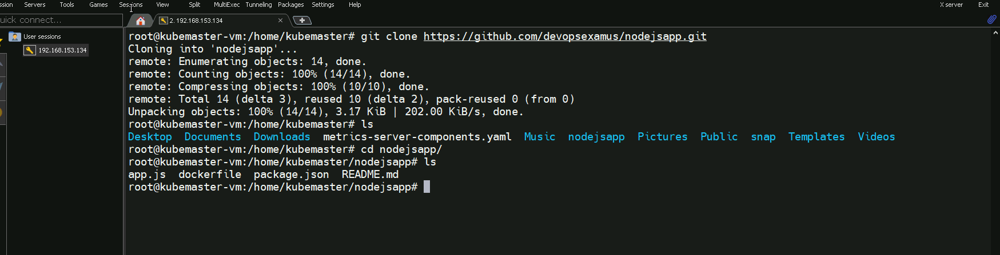 ssion Servers Tools Games Sessions View Split MultiExec Tunneling Packages Settings Help X server Exit
uick connect...
2. 192.168.153.134
User sessions
192.168.153.134
root@kubemaster-vm:/home/kubemaster# git clone https://github.com/devopsexamus/nodejsapp.git
Cloning into 'nodejsapp'...
remote: Enumerating objects: 14, done.
remote: Counting objects: 100% (14/14), done.
remote: Compressing objects: 100% (10/10), done.
remote: Total 14 (delta 3), reused 10 (delta 2), pack-reused 0 (from 0)
Unpacking objects: 100% (14/14), 3.17 KiB | 202.00 KiB/s, done.
root@kubemaster-vm:/home/kubemaster# ls
Desktop Documents Downloads metrics-server-components.yaml Music nodejsapp Pictures Public snap Templates Videos
root@kubemaster-vm:/home/kubemaster# cd nodejsapp/
root@kubemaster-vm:/home/kubemaster/nodejsapp# ls
app.js dockerfile package.json README.md
root@kubemaster-vm:/home/kubemaster/nodejsapp#